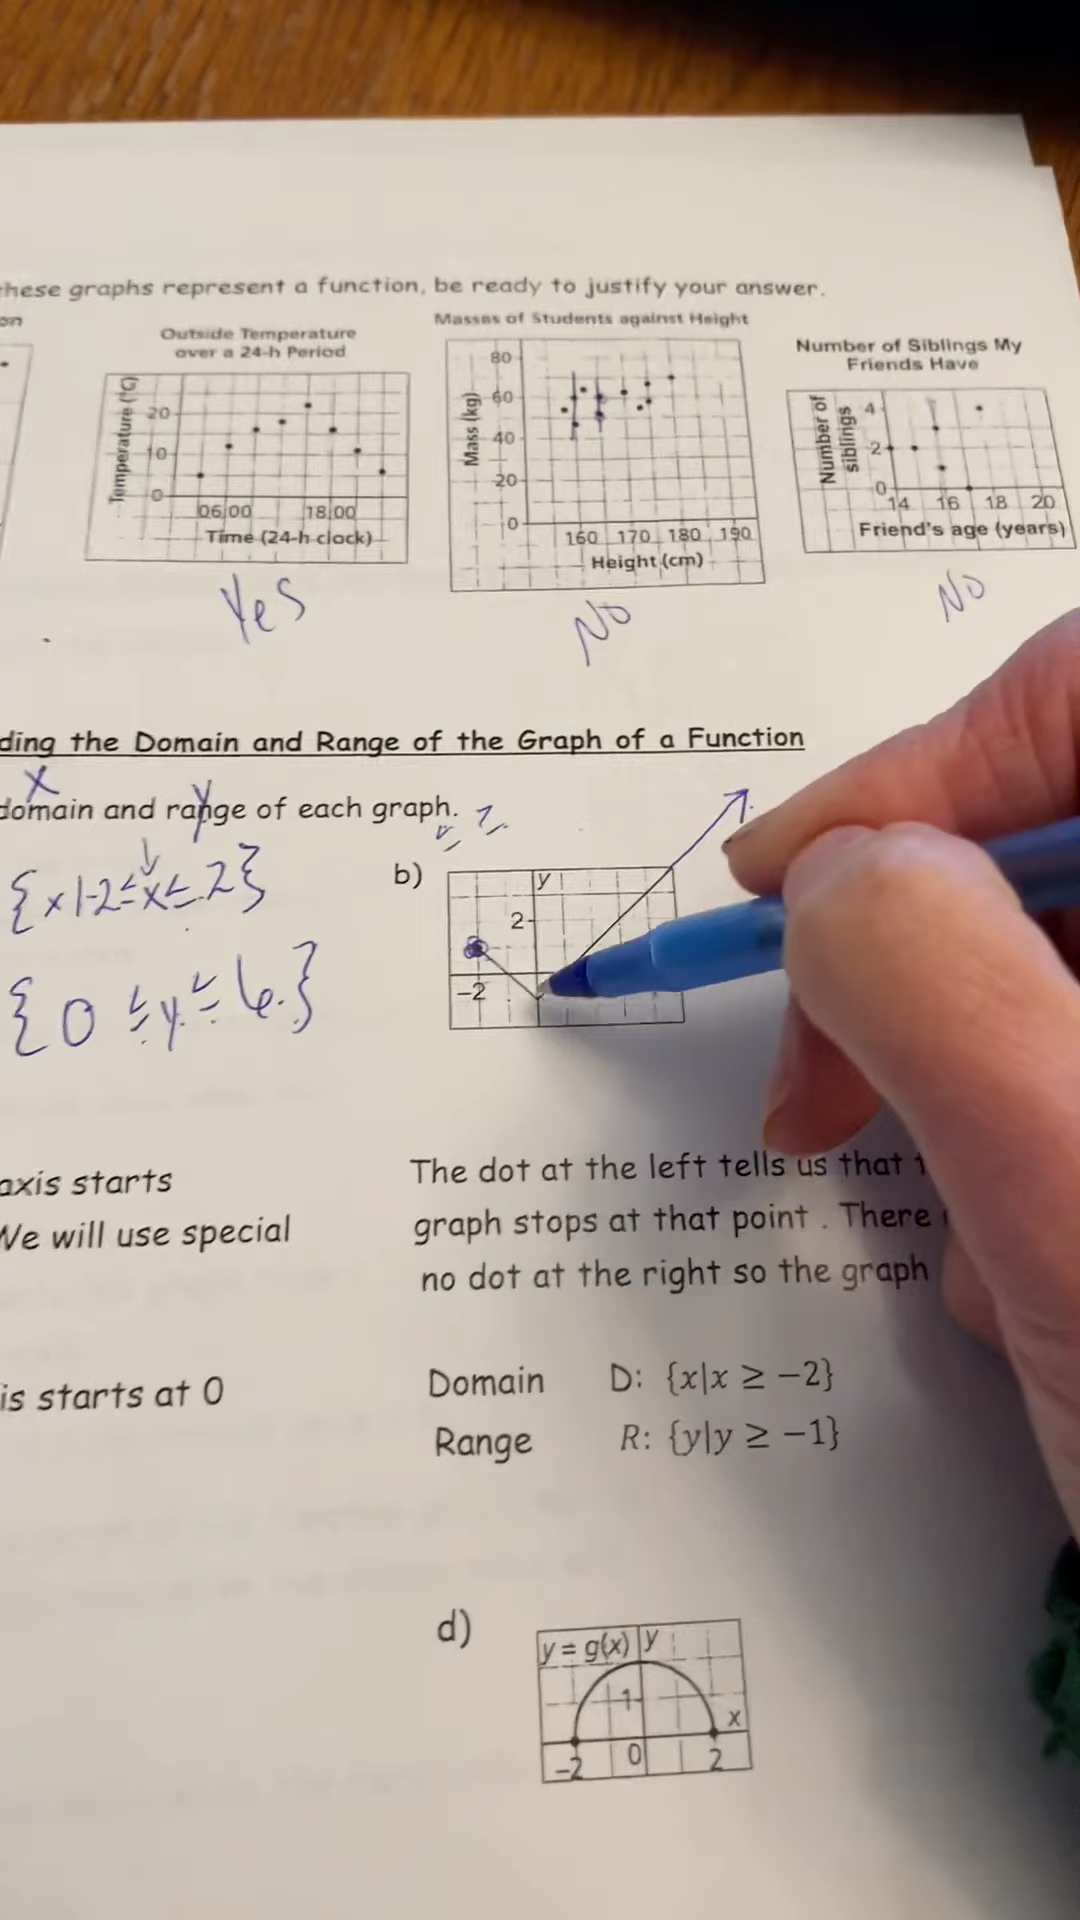 these graphs represent a function, be ready to justify your answer.
on
Outside Temperature
over a 24-h Period
Temperature (°C)
20
10
0
06:00 18:00
Time (24-h clock)
Yes
Masses of Students against Height
Mass (kg)
80
60
40
20
0
160 170 180 190
Height (cm)
No
Number of Siblings My
Friends Have
Number of
siblings
4
2
0
14 16 18 20
Friend's age (years)
No
ding the Domain and Range of the Graph of a Function
x y
domain and range of each graph.
{x|-2≤x≤2}
{0 ≤ y ≤ 6.}
b)
y
2
-2
axis starts
We will use special
is starts at 0
The dot at the left tells us that
graph stops at that point . There
no dot at the right so the graph
Domain D: {x|x ≥ −2}
Range R: {y|y ≥ −1}
d)
y = g(x) y
1
x
-2 0 2